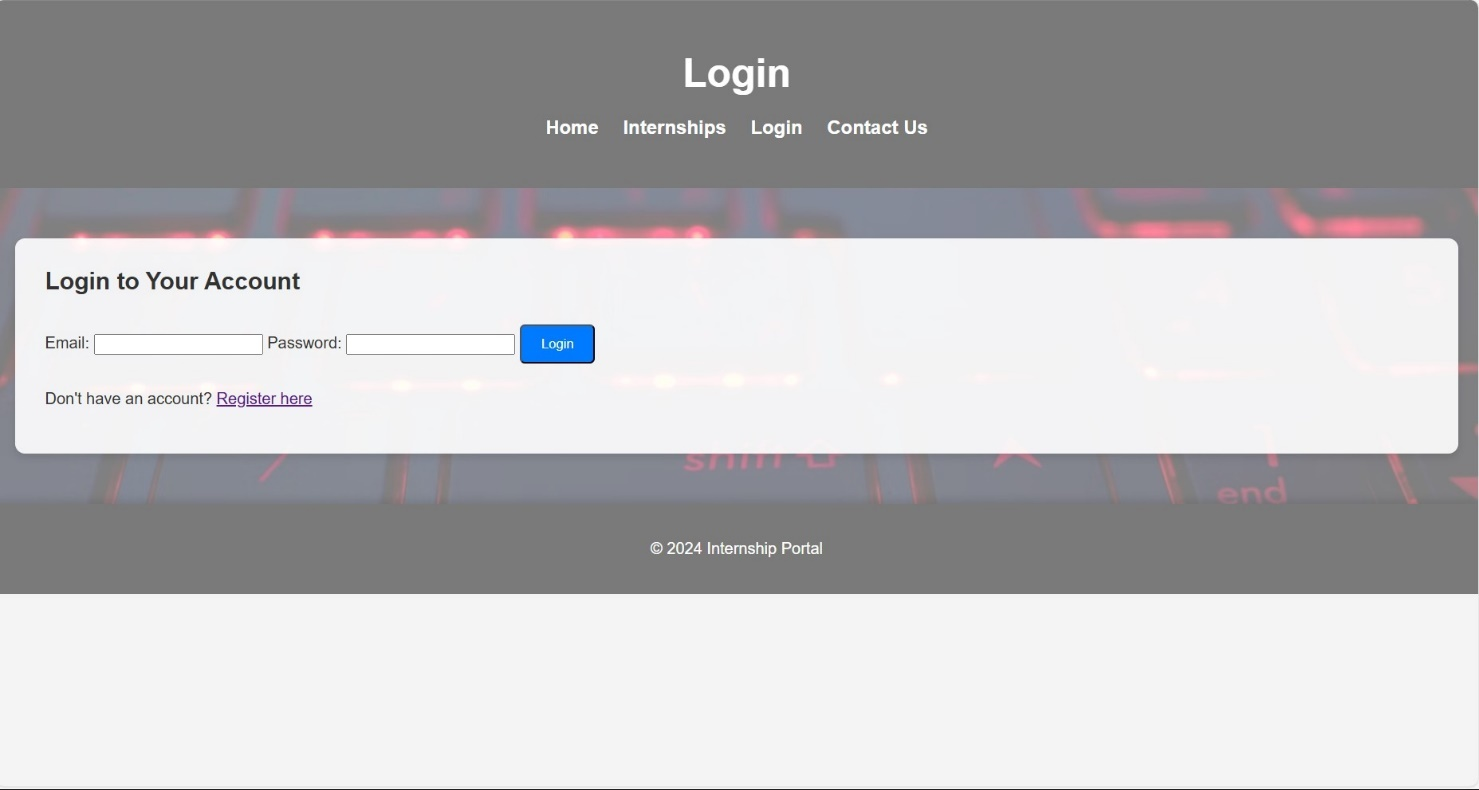 Login
Home Internships Login Contact Us
Login to Your Account
Email: Password: Login
Don't have an account? Register here
shift
end
© 2024 Internship Portal